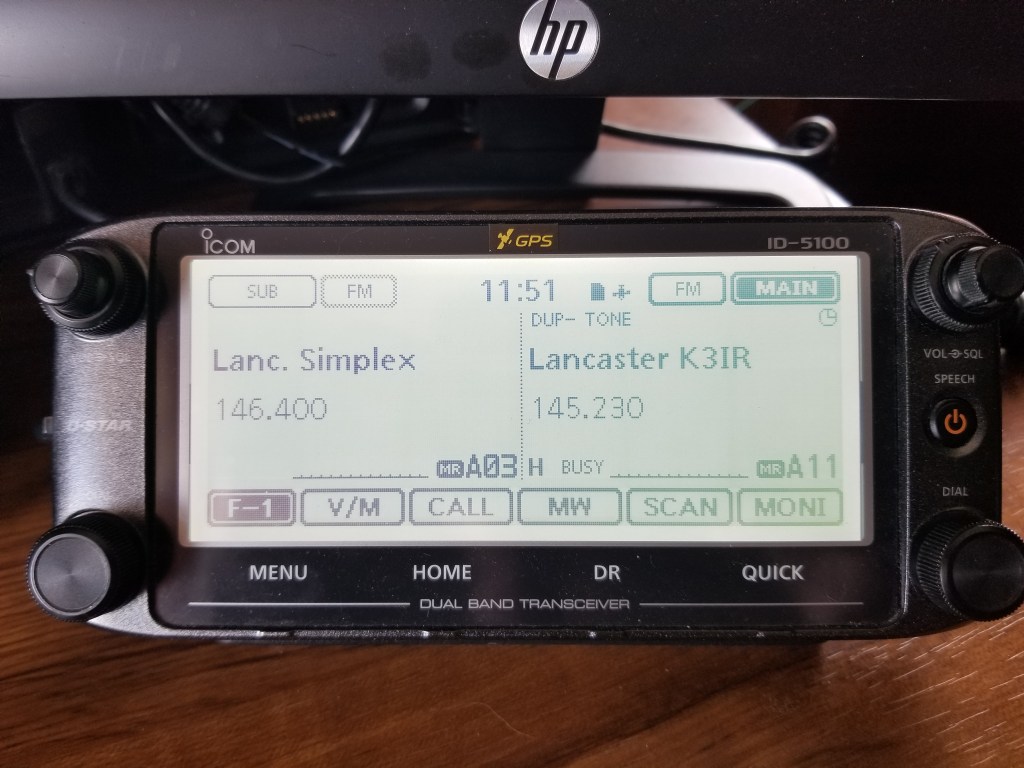 hp
ICOM
GPS
ID-5100
SUB FM 11:51 FM MAIN
DUP- TONE
Lanc. Simplex
Lancaster K3IR
146.400
145.230
MR A03 H BUSY MR A11
F-1 V/M CALL MW SCAN MONI
MENU HOME DR QUICK
DUAL BAND TRANSCEIVER
D-STAR
VOL SQL
SPEECH
DIAL